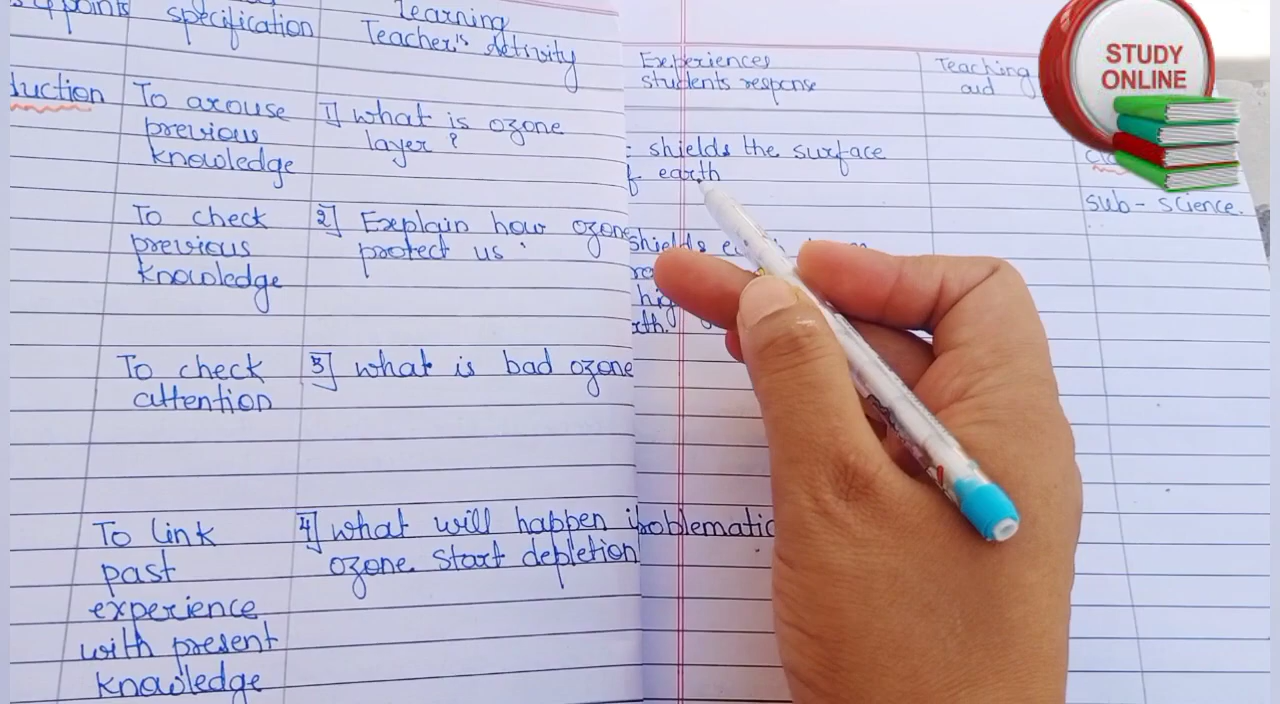 points specification
Learning
Teacher's Activity
Experiences
students response
Teaching
aid
STUDY
ONLINE
duction
To arouse
previous
knowledge
1] what is ozone
layer ?
shields the surface
earth
sub - science.
To check
previous
knowledge
2] Explain how ozone
protect us
shields
To check
attention
3] what is bad ozone
To link
past
experience
with present
knowledge
4] what will happen i
ozone start depletion
roblematic